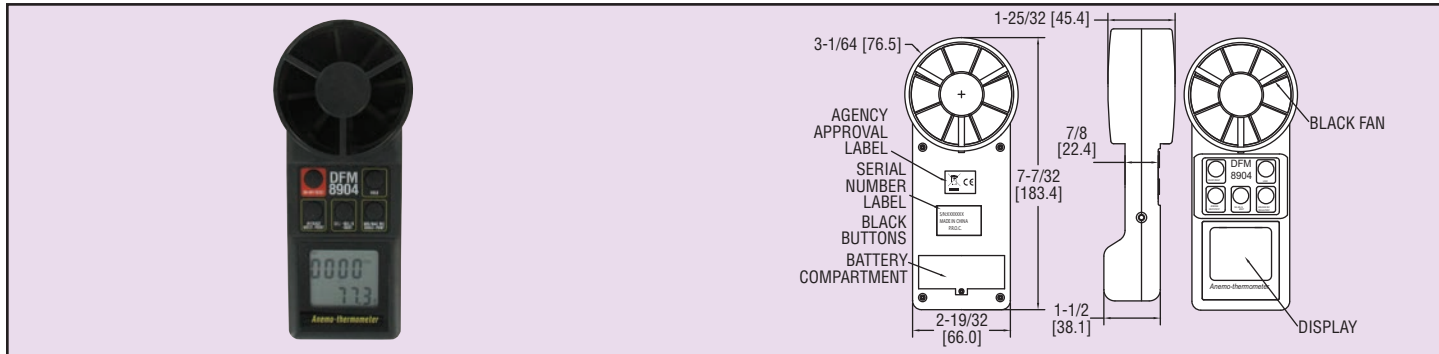 DFM
8904
0000
77.3
Anemo-thermometer
1-25/32 [45.4]
3-1/64 [76.5]
AGENCY
APPROVAL
LABEL
SERIAL
NUMBER
LABEL
BLACK
BUTTONS
BATTERY
COMPARTMENT
S/N:XXXXXXX
MADE IN CHINA
P.R.O.C
CE
7-7/32
[183.4]
2-19/32
[66.0]
7/8
[22.4]
1-1/2
[38.1]
BLACK FAN
DFM
8904
Anemo-thermometer
DISPLAY